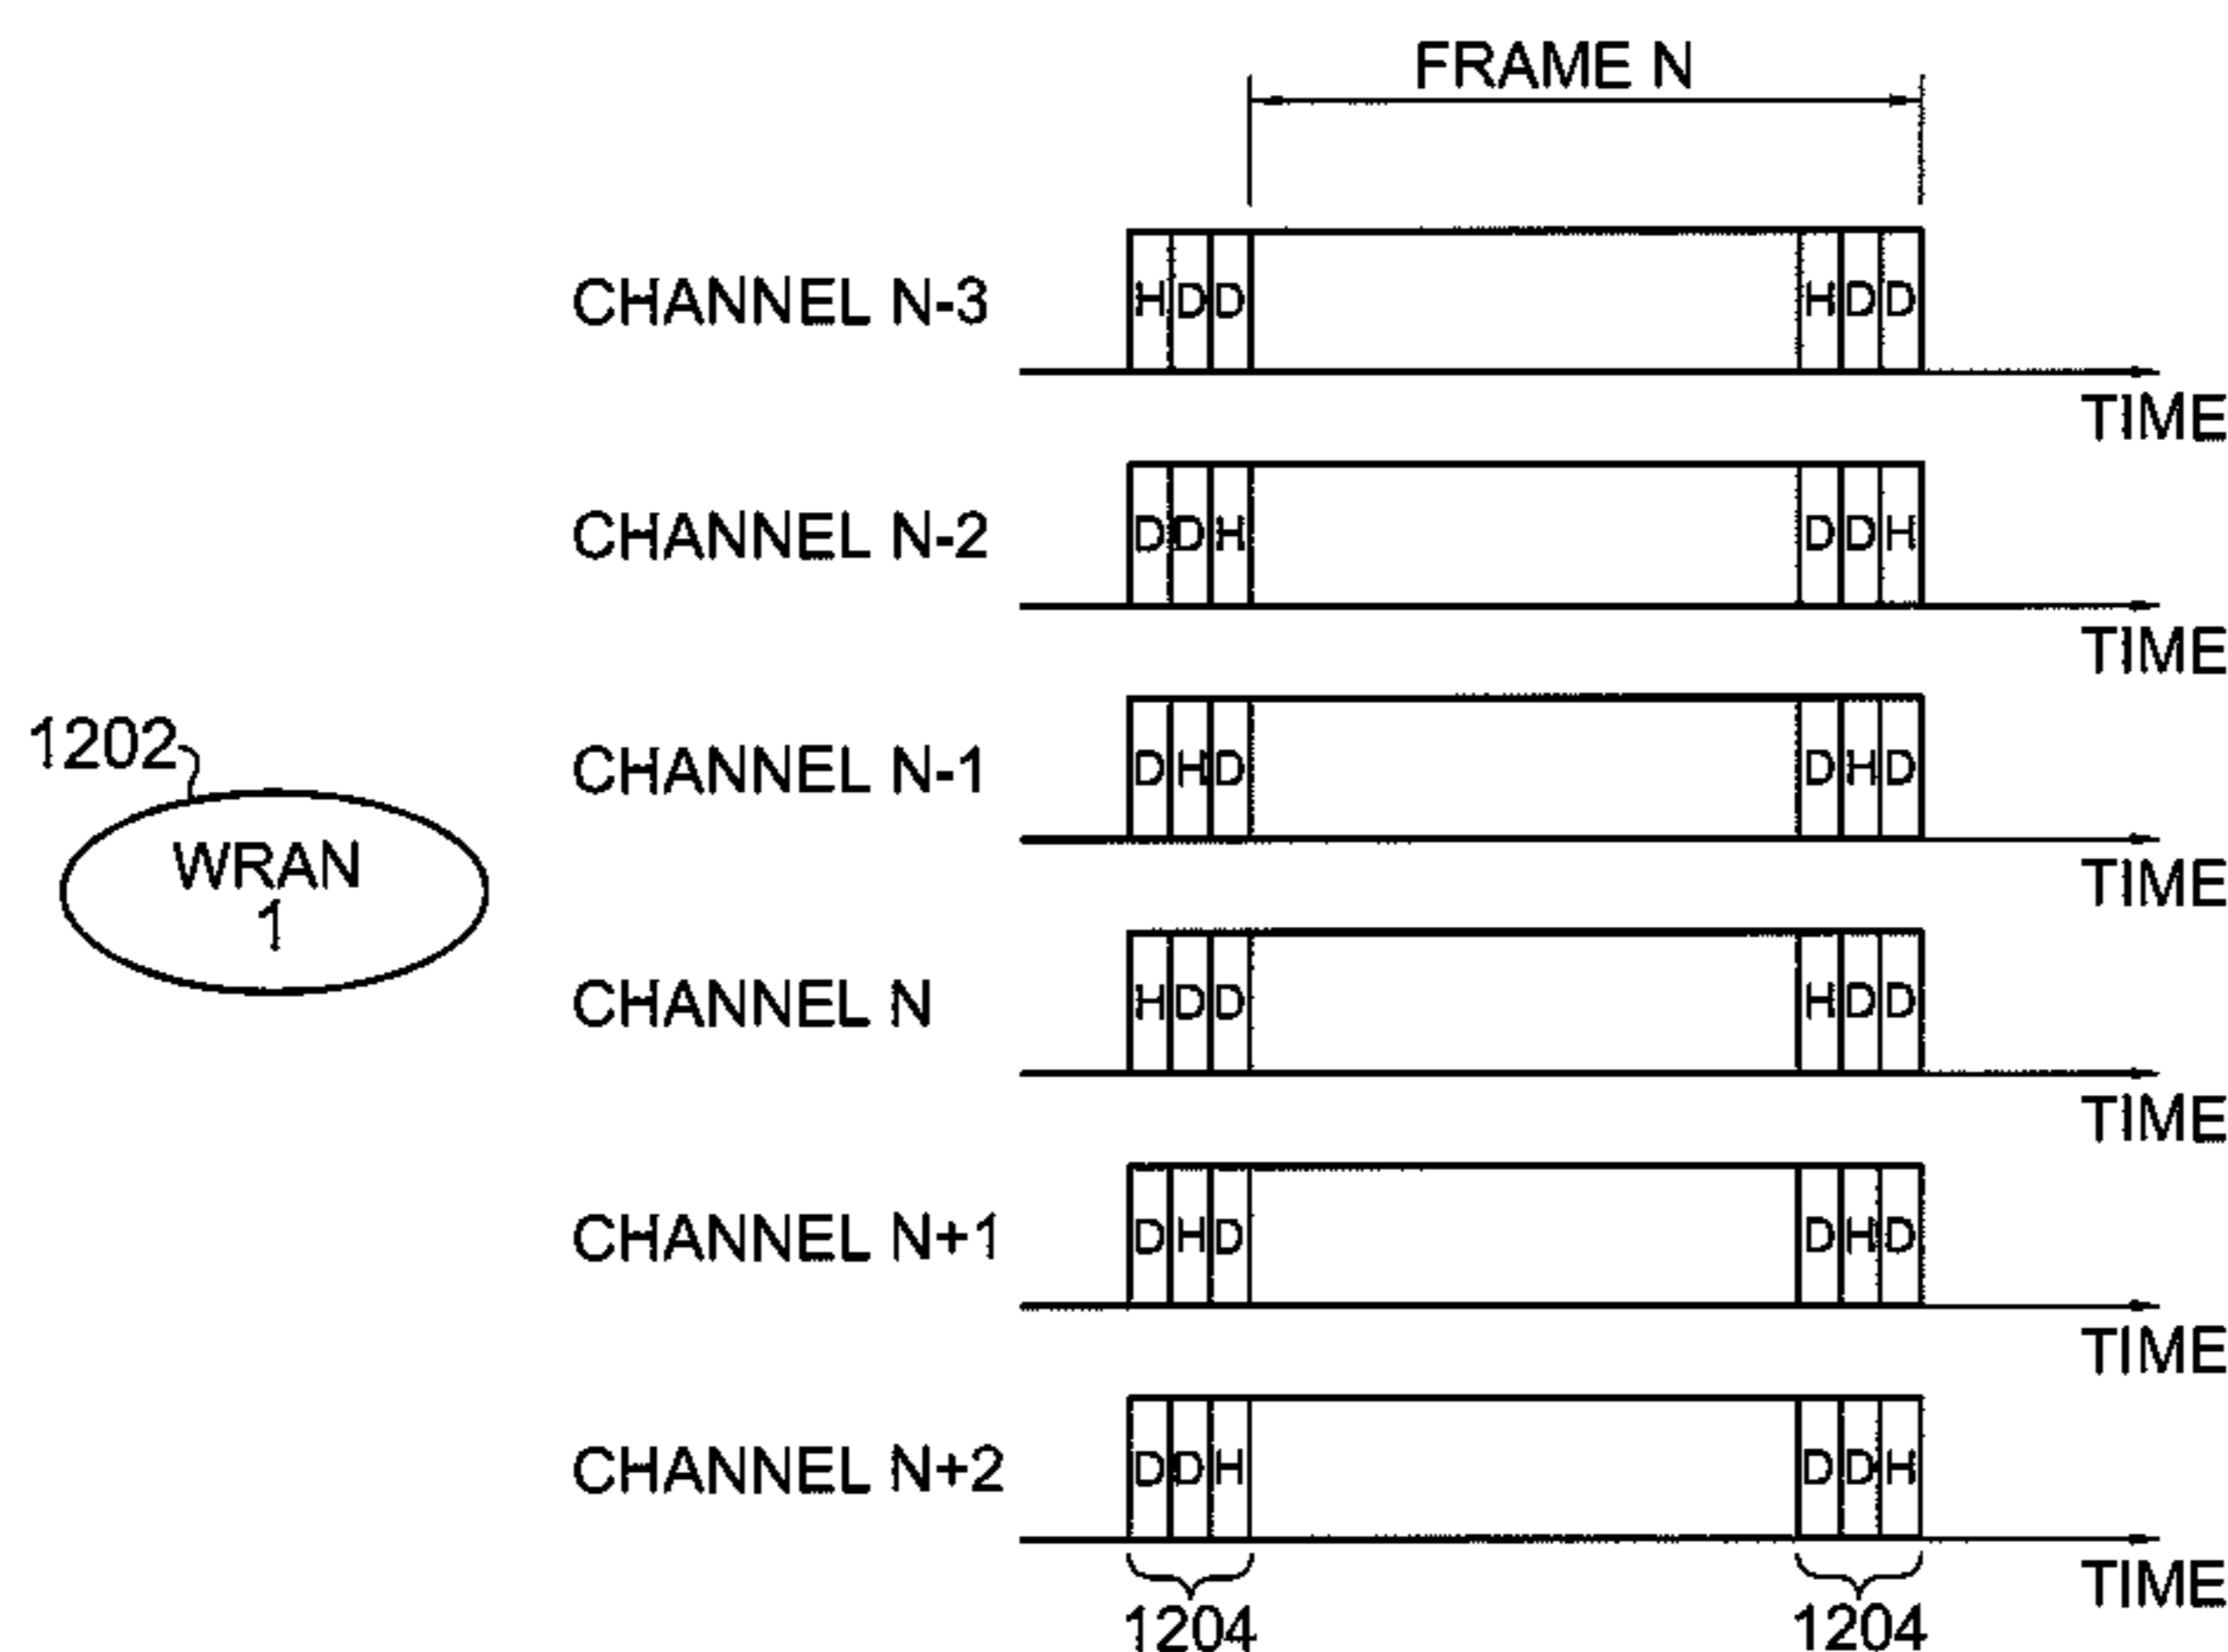 FRAME N
CHANNEL N-3
H D D
H D D
TIME
CHANNEL N-2
D D H
D D H
TIME
1202
WRAN
1
CHANNEL N-1
D H D
D H D
TIME
CHANNEL N
H D D
H D D
TIME
CHANNEL N+1
D H D
D H D
TIME
CHANNEL N+2
D D H
D D H
TIME
1204
1204